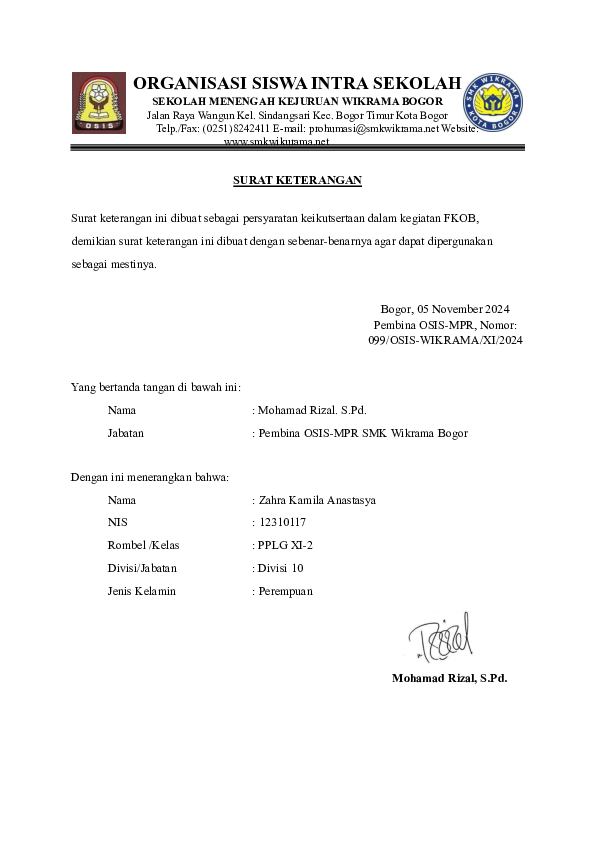 ORGANISASI SISWA INTRA SEKOLAH
SEKOLAH MENENGAH KEJURUAN WIKRAMA BOGOR
Jalan Raya Wangun Kel. Sindangsari Kec. Bogor Timur Kota Bogor
Telp./Fax: (0251)8242411 E-mail: prohumasi@smkwikrama.net Website:
www.smkwikurama.net
OSIS
SMK WIKRAMA
KOTA BOGOR
SURAT KETERANGAN
Surat keterangan ini dibuat sebagai persyaratan keikutsertaan dalam kegiatan FKOB,
demikian surat keterangan ini dibuat dengan sebenar-benarnya agar dapat dipergunakan
sebagai mestinya.
Bogor, 05 November 2024
Pembina OSIS-MPR, Nomor:
099/OSIS-WIKRAMA/XI/2024
Yang bertanda tangan di bawah ini:
Nama : Mohamad Rizal. S.Pd.
Jabatan : Pembina OSIS-MPR SMK Wikrama Bogor
Dengan ini menerangkan bahwa:
Nama : Zahra Kamila Anastasya
NIS : 12310117
Rombel /Kelas : PPLG XI-2
Divisi/Jabatan : Divisi 10
Jenis Kelamin : Perempuan
Rizal
Mohamad Rizal, S.Pd.